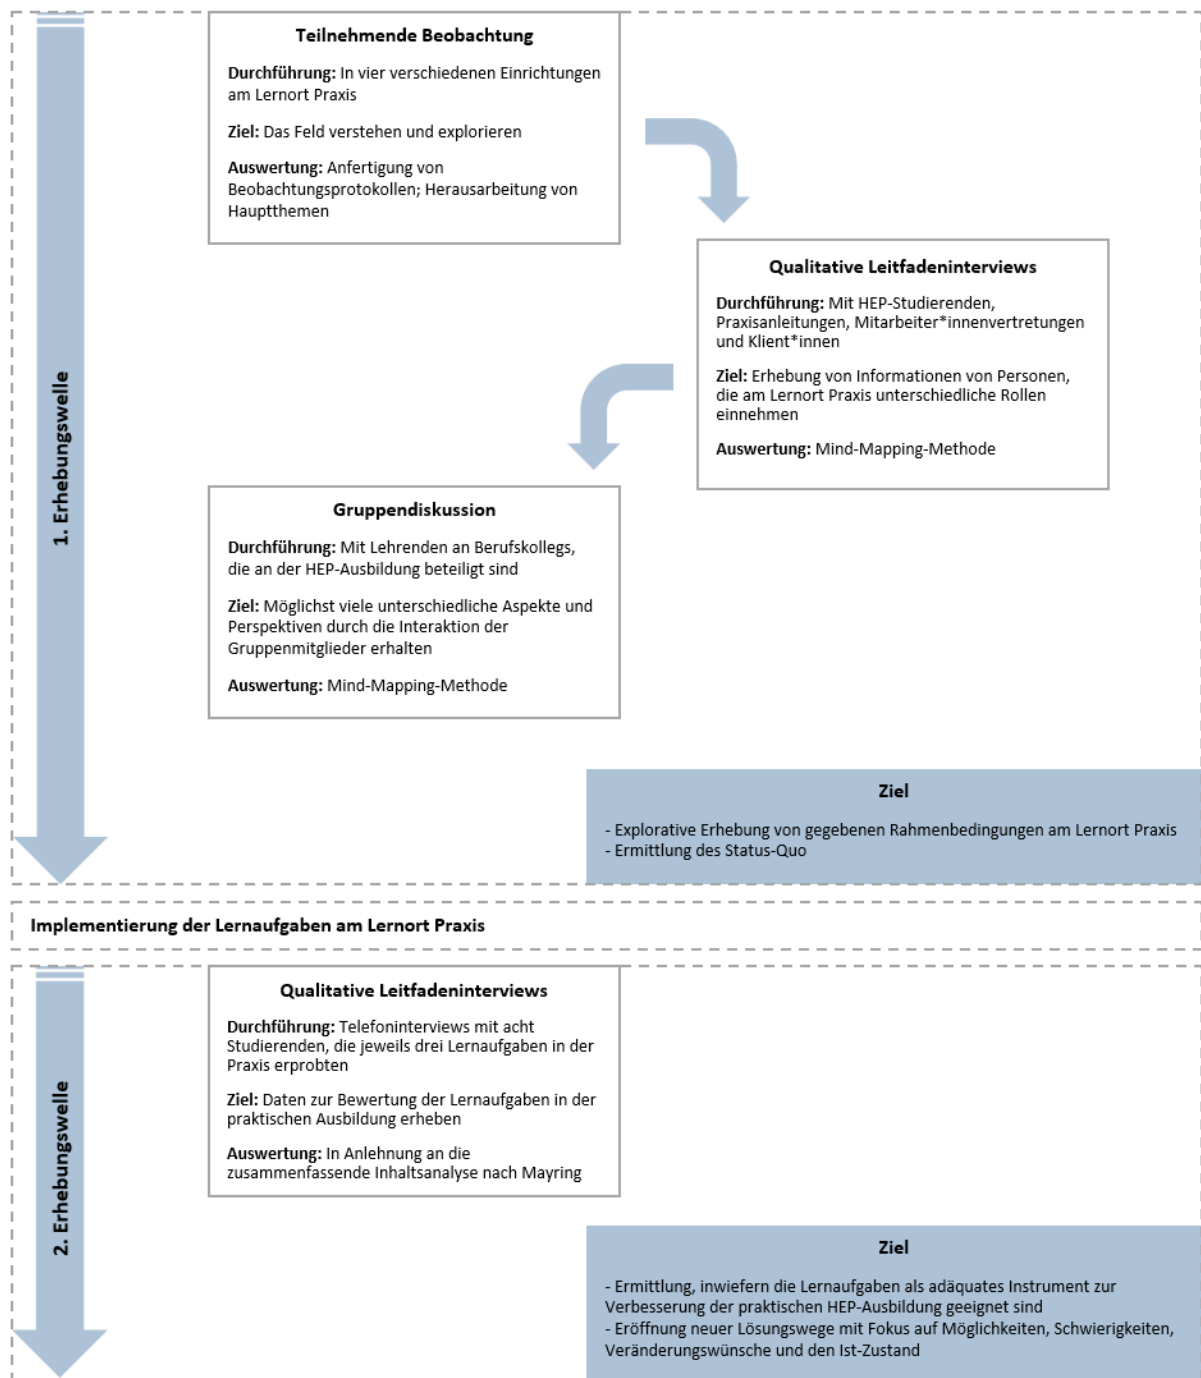 1. Erhebungswelle
Teilnehmende Beobachtung
Durchführung: In vier verschiedenen Einrichtungen
am Lernort Praxis
Ziel: Das Feld verstehen und explorieren
Auswertung: Anfertigung von
Beobachtungsprotokollen; Herausarbeitung von
Hauptthemen
Qualitative Leitfadeninterviews
Durchführung: Mit HEP-Studierenden,
Praxisanleitungen, Mitarbeiter*innenvertretungen
und Klient*innen
Ziel: Erhebung von Informationen von Personen,
die am Lernort Praxis unterschiedliche Rollen
einnehmen
Auswertung: Mind-Mapping-Methode
Gruppendiskussion
Durchführung: Mit Lehrenden an Berufskollegs,
die an der HEP-Ausbildung beteiligt sind
Ziel: Möglichst viele unterschiedliche Aspekte und
Perspektiven durch die Interaktion der
Gruppenmitglieder erhalten
Auswertung: Mind-Mapping-Methode
Ziel
- Explorative Erhebung von gegebenen Rahmenbedingungen am Lernort Praxis
- Ermittlung des Status-Quo
Implementierung der Lernaufgaben am Lernort Praxis
2. Erhebungswelle
Qualitative Leitfadeninterviews
Durchführung: Telefoninterviews mit acht
Studierenden, die jeweils drei Lernaufgaben in der
Praxis erprobten
Ziel: Daten zur Bewertung der Lernaufgaben in der
praktischen Ausbildung erheben
Auswertung: In Anlehnung an die
zusammenfassende Inhaltsanalyse nach Mayring
Ziel
- Ermittlung, inwiefern die Lernaufgaben als adäquates Instrument zur
Verbesserung der praktischen HEP-Ausbildung geeignet sind
- Eröffnung neuer Lösungswege mit Fokus auf Möglichkeiten, Schwierigkeiten,
Veränderungswünsche und den Ist-Zustand